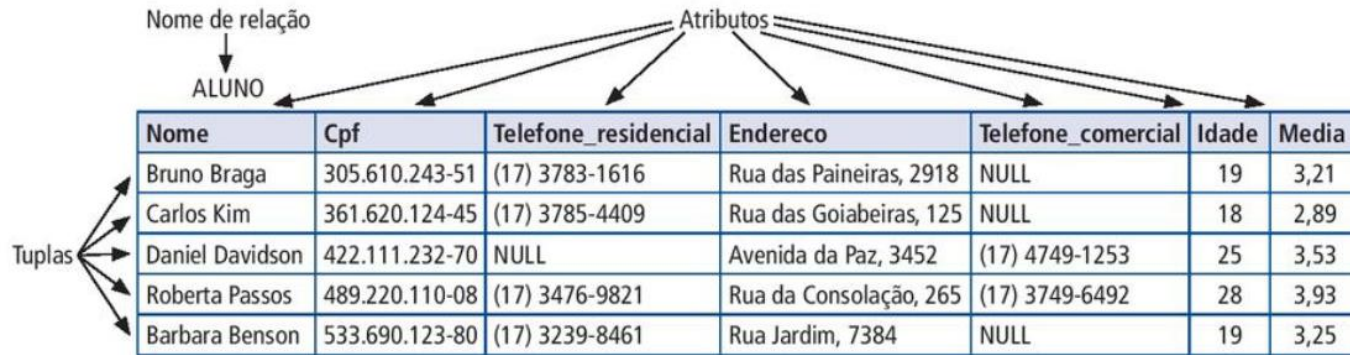 Nome de relação
Atributos
ALUNO
Nome Cpf Telefone_residencial Endereco Telefone_comercial Idade Media
Bruno Braga 305.610.243-51 (17) 3783-1616 Rua das Paineiras, 2918 NULL 19 3,21
Carlos Kim 361.620.124-45 (17) 3785-4409 Rua das Goiabeiras, 125 NULL 18 2,89
Tuplas
Daniel Davidson 422.111.232-70 NULL Avenida da Paz, 3452 (17) 4749-1253 25 3,53
Roberta Passos 489.220.110-08 (17) 3476-9821 Rua da Consolação, 265 (17) 3749-6492 28 3,93
Barbara Benson 533.690.123-80 (17) 3239-8461 Rua Jardim, 7384 NULL 19 3,25